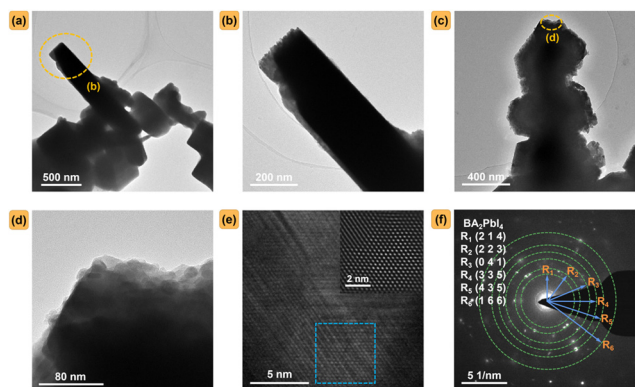 (a)
(b)
500 nm
(b)
200 nm
(c)
(d)
400 nm
(d)
80 nm
(e)
2 nm
5 nm
(f)
BA₂PbI₄
R₁ (2 1 4)
R₂ (2 2 3)
R₃ (0 4 1)
R₄ (3 3 5)
R₅ (4 3 5)
R₆ (1 6 6)
R₁
R₂
R₃
R₄
R₅
R₆
5 1/nm